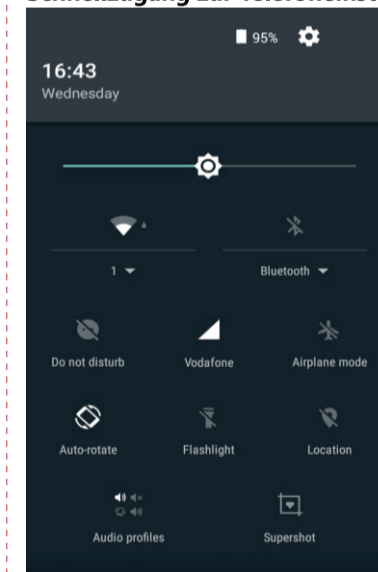 95%
16:43
Wednesday
1
Bluetooth
Do not disturb
Vodafone
Airplane mode
Auto-rotate
Flashlight
Location
Audio profiles
Supershot